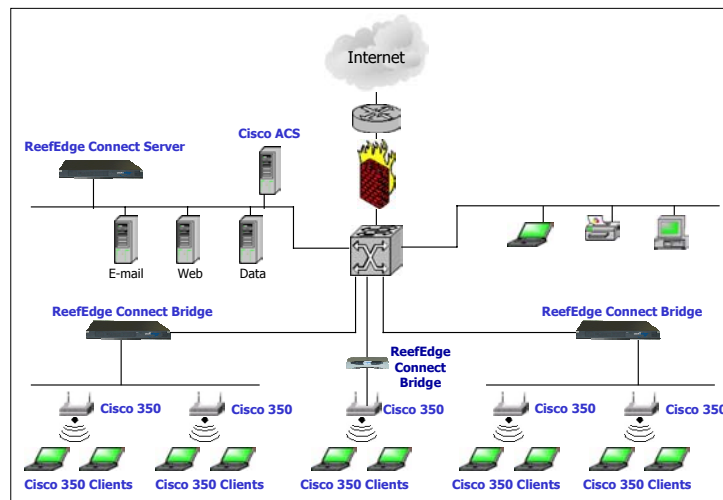 Internet
Cisco ACS
ReefEdge Connect Server
E-mail
Web
Data
ReefEdge Connect Bridge
ReefEdge Connect Bridge
ReefEdge
Connect
Bridge
Cisco 350
Cisco 350
Cisco 350
Cisco 350
Cisco 350
Cisco 350 Clients
Cisco 350 Clients
Cisco 350 Clients
Cisco 350 Clients
Cisco 350 Clients